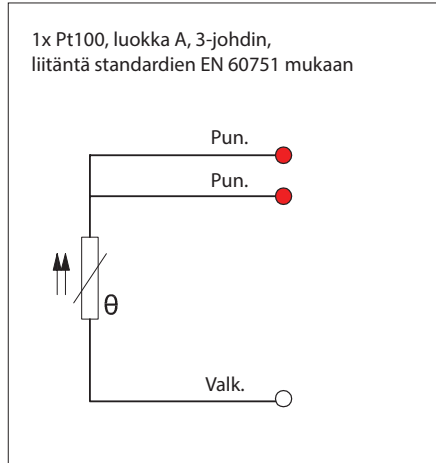 1x Pt100, luokka A, 3-johdin,
liitäntä standardien EN 60751 mukaan
Pun.
Pun.
θ
Valk.